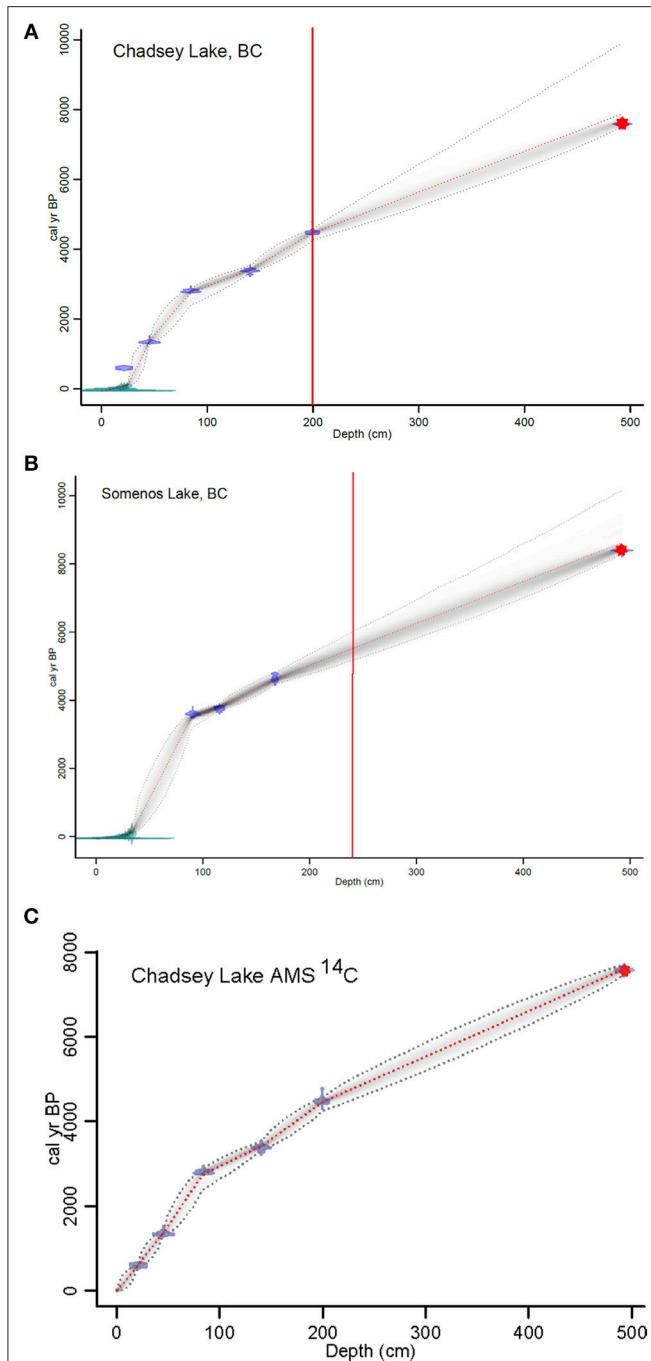 A
Chadsey Lake, BC
10000
8000
6000
4000
2000
0
cal yr BP
0 100 200 300 400 500
Depth (cm)
B
Somenos Lake, BC
10000
8000
6000
4000
2000
0
cal yr BP
0 100 200 300 400 500
Depth (cm)
C
Chadsey Lake AMS 14C
8000
6000
4000
2000
0
cal yr BP
0 100 200 300 400 500
Depth (cm)